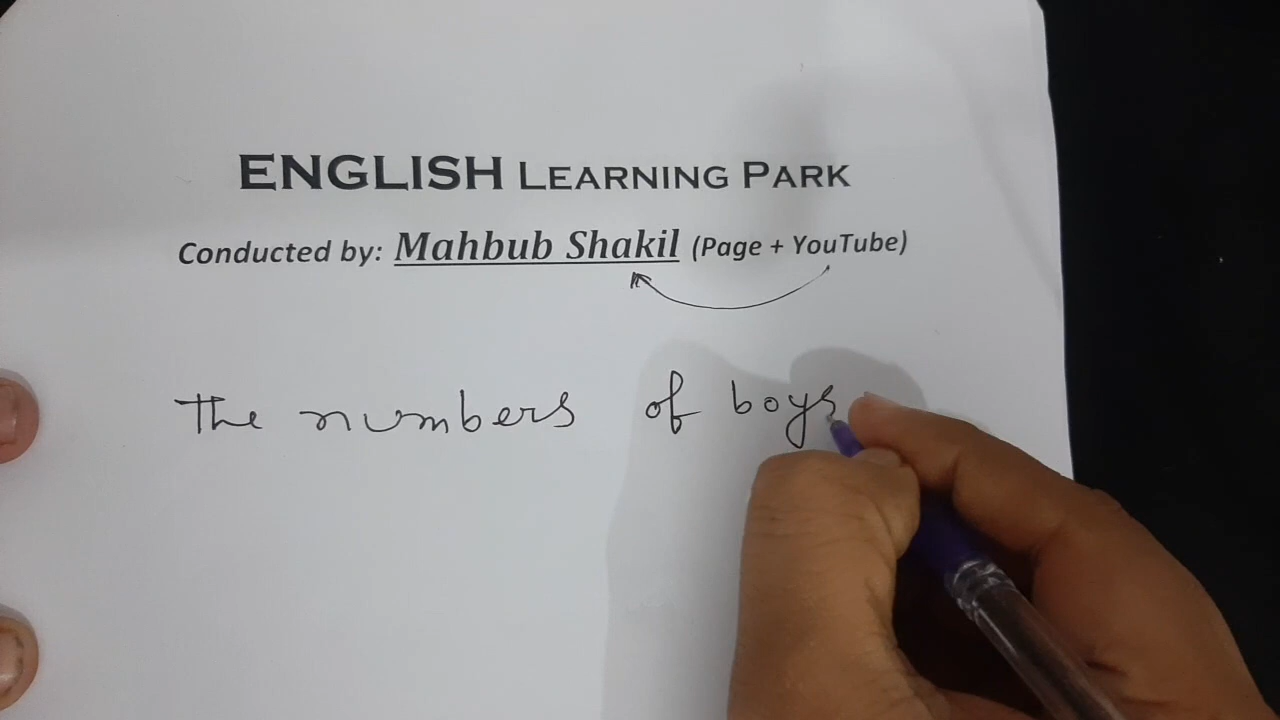 ENGLISH LEARNING PARK
Conducted by: Mahbub Shakil (Page + YouTube)
The numbers of boys